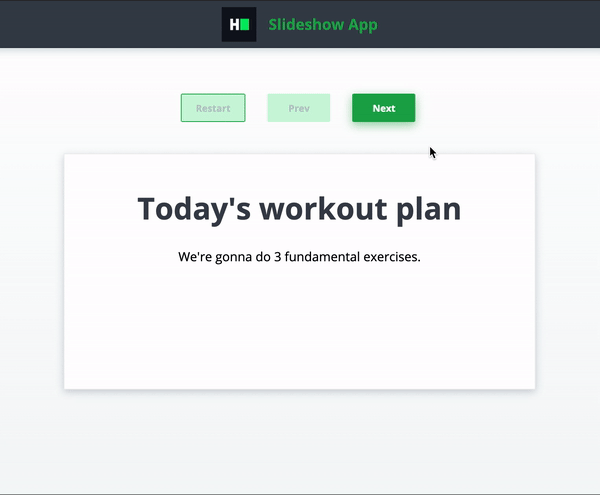 H
Slideshow App
Restart
Prev
Next
Today's workout plan
We're gonna do 3 fundamental exercises.